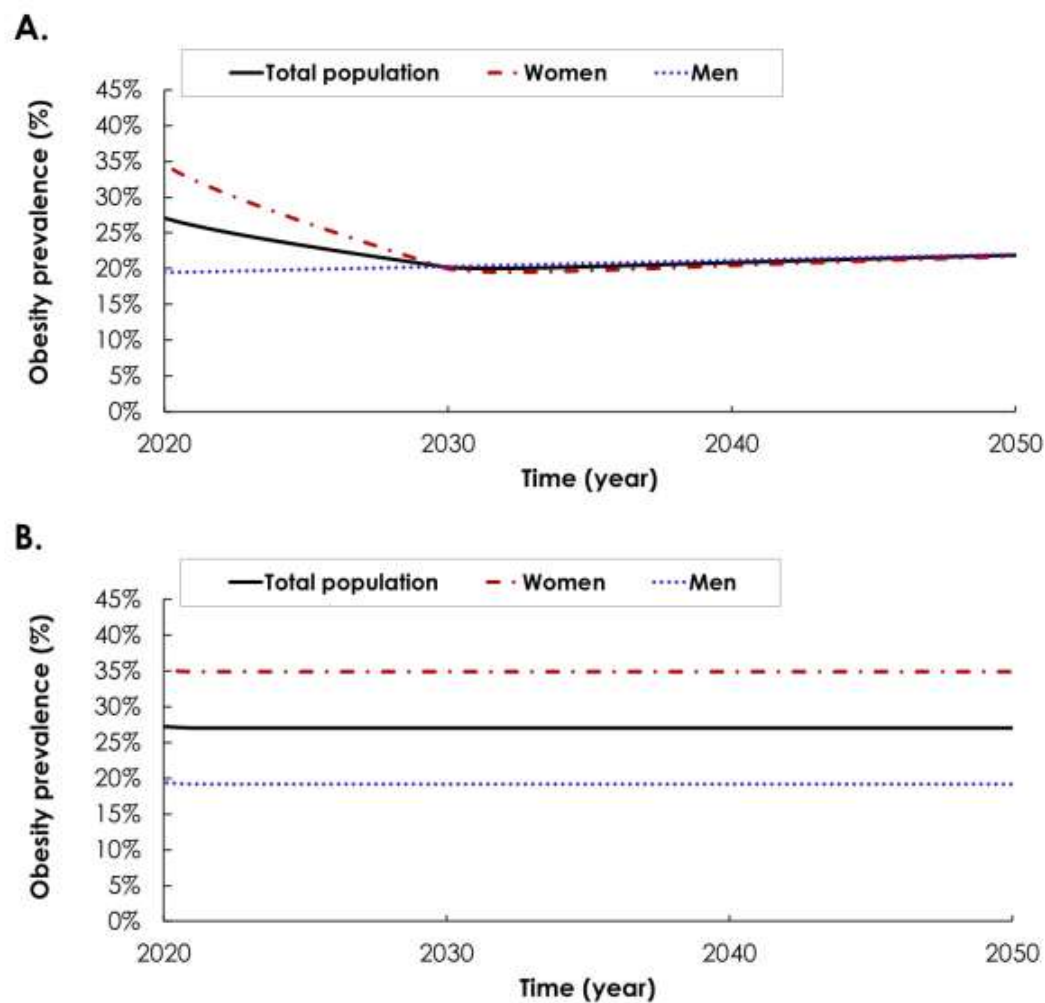 A.
Total population Women Men
45%
40%
35%
30%
25%
20%
15%
10%
5%
0%
Obesity prevalence (%)
2020 2030 2040 2050
Time (year)
B.
Total population Women Men
45%
40%
35%
30%
25%
20%
15%
10%
5%
0%
Obesity prevalence (%)
2020 2030 2040 2050
Time (year)